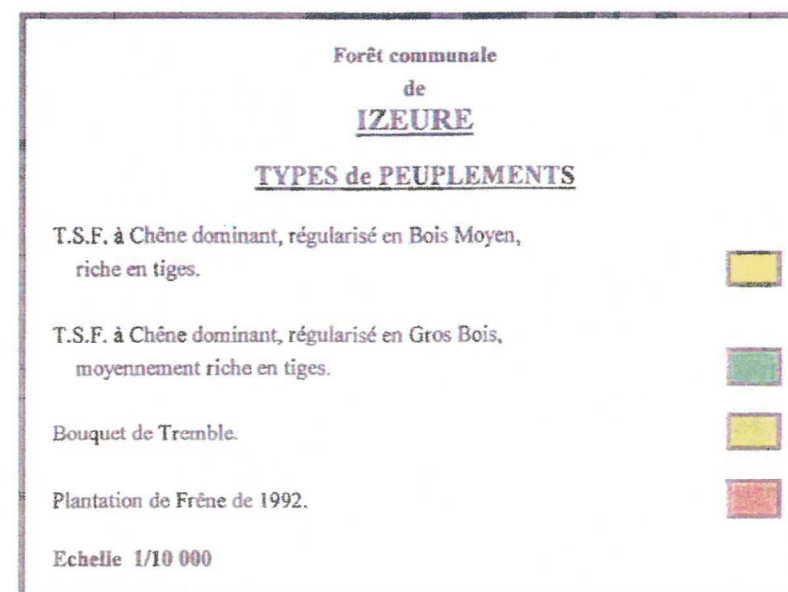 Forêt communale
de
IZEURE
TYPES de PEUPLEMENTS
T.S.F. à Chêne dominant, régularisé en Bois Moyen,
riche en tiges.
T.S.F. à Chêne dominant, régularisé en Gros Bois,
moyennement riche en tiges.
Bouquet de Tremble.
Plantation de Frêne de 1992.
Echelle 1/10 000